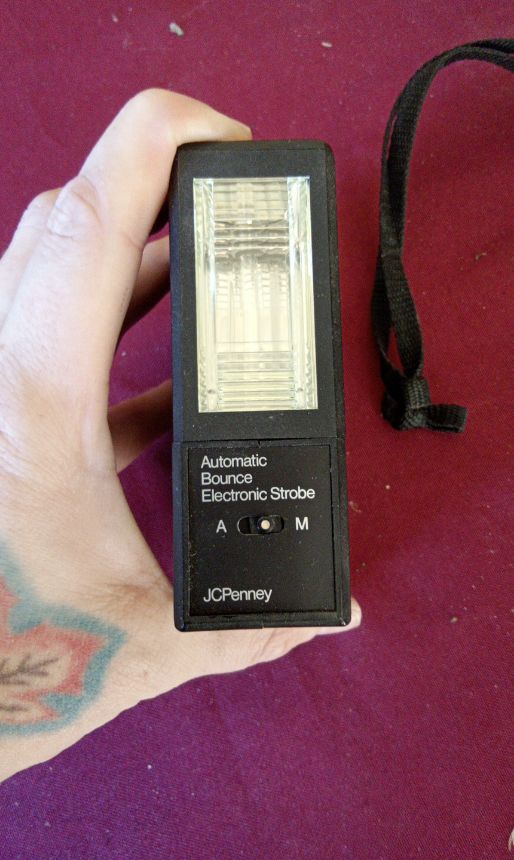 Automatic
Bounce
Electronic Strobe
A M
JCPenney